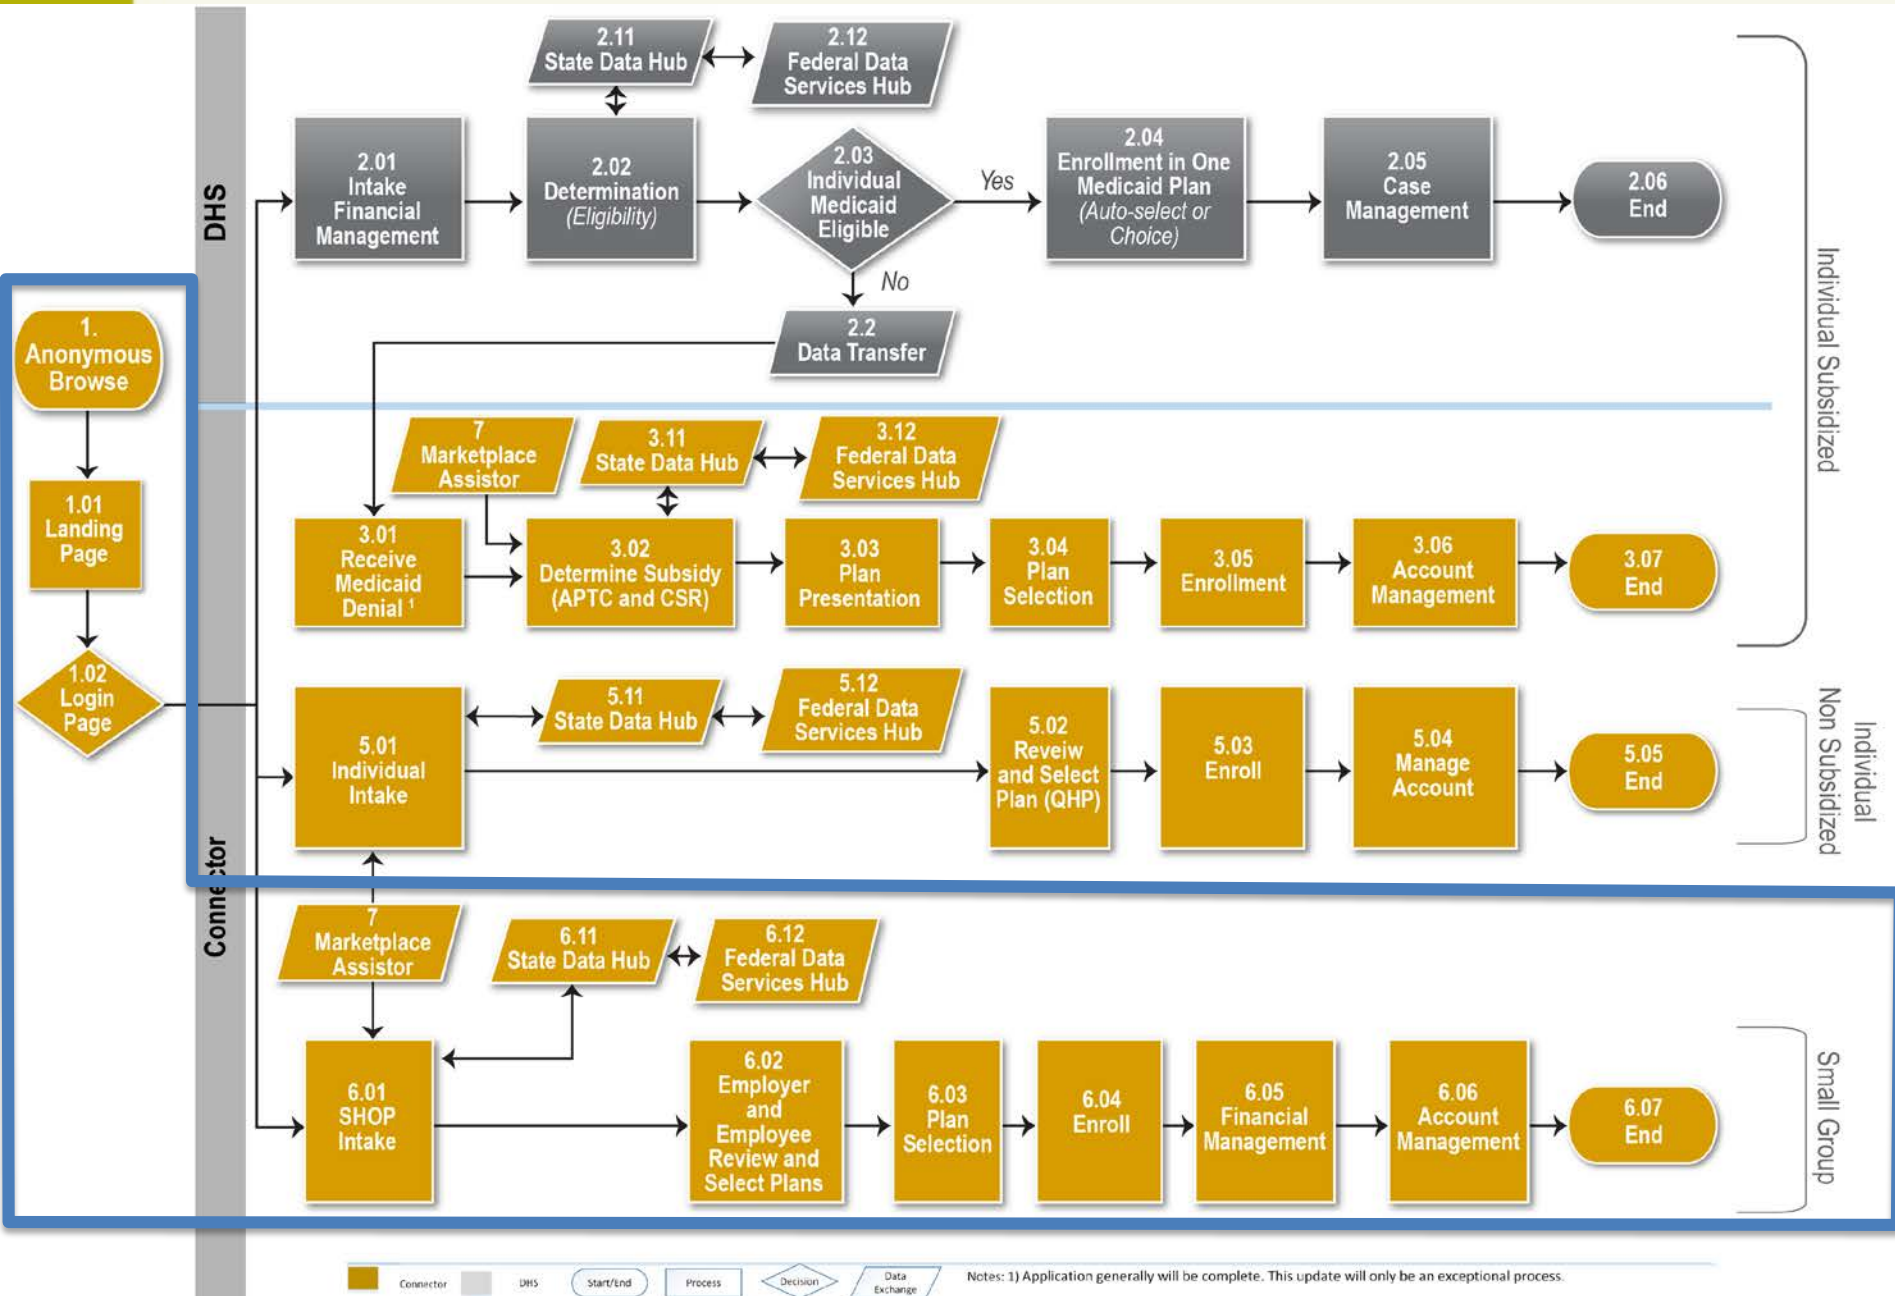 DHS
2.11
State Data Hub
2.12
Federal Data
Services Hub
2.01
Intake
Financial
Management
2.02
Determination
(Eligibility)
2.03
Individual
Medicaid
Eligible
Yes
No
2.04
Enrollment in One
Medicaid Plan
(Auto-select or
Choice)
2.05
Case
Management
2.06
End
2.2
Data Transfer
Individual Subsidized
1.
Anonymous
Browse
1.01
Landing
Page
1.02
Login
Page
Connector
7
Marketplace
Assistor
3.11
State Data Hub
3.12
Federal Data
Services Hub
3.01
Receive
Medicaid
Denial 1
3.02
Determine Subsidy
(APTC and CSR)
3.03
Plan
Presentation
3.04
Plan
Selection
3.05
Enrollment
3.06
Account
Management
3.07
End
5.11
State Data Hub
5.12
Federal Data
Services Hub
5.01
Individual
Intake
5.02
Reveiw
and Select
Plan (QHP)
5.03
Enroll
5.04
Manage
Account
5.05
End
Individual
Non Subsidized
7
Marketplace
Assistor
6.11
State Data Hub
6.12
Federal Data
Services Hub
6.01
SHOP
Intake
6.02
Employer
and
Employee
Review and
Select Plans
6.03
Plan
Selection
6.04
Enroll
6.05
Financial
Management
6.06
Account
Management
6.07
End
Small Group
Connector
DHS
Start/End
Process
Decision
Data
Exchange
Notes: 1) Application generally will be complete. This update will only be an exceptional process.